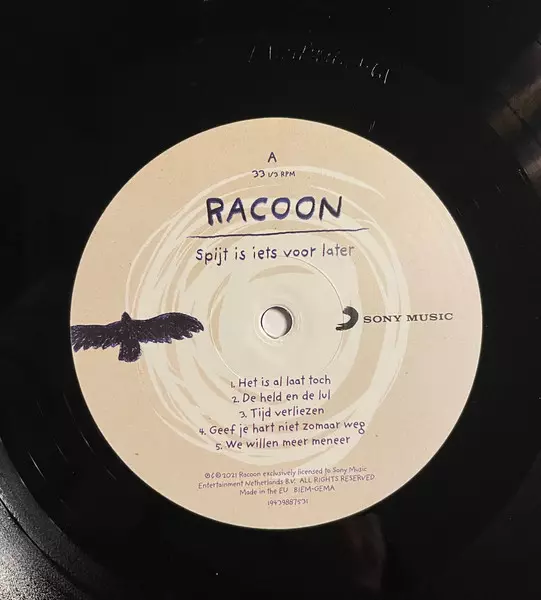 A
33 1/3 RPM
RACOON
Spijt is iets voor later
SONY MUSIC
1. Het is al laat toch
2. De held en de lul
3. Tijd verliezen
4. Geef je hart niet zomaar weg
5. We willen meer meneer
℗ & © 2021 Racoon exclusively licensed to Sony Music
Entertainment Netherlands B.V. ALL RIGHTS RESERVED
Made in the EU BIEM-GEMA
19439887531